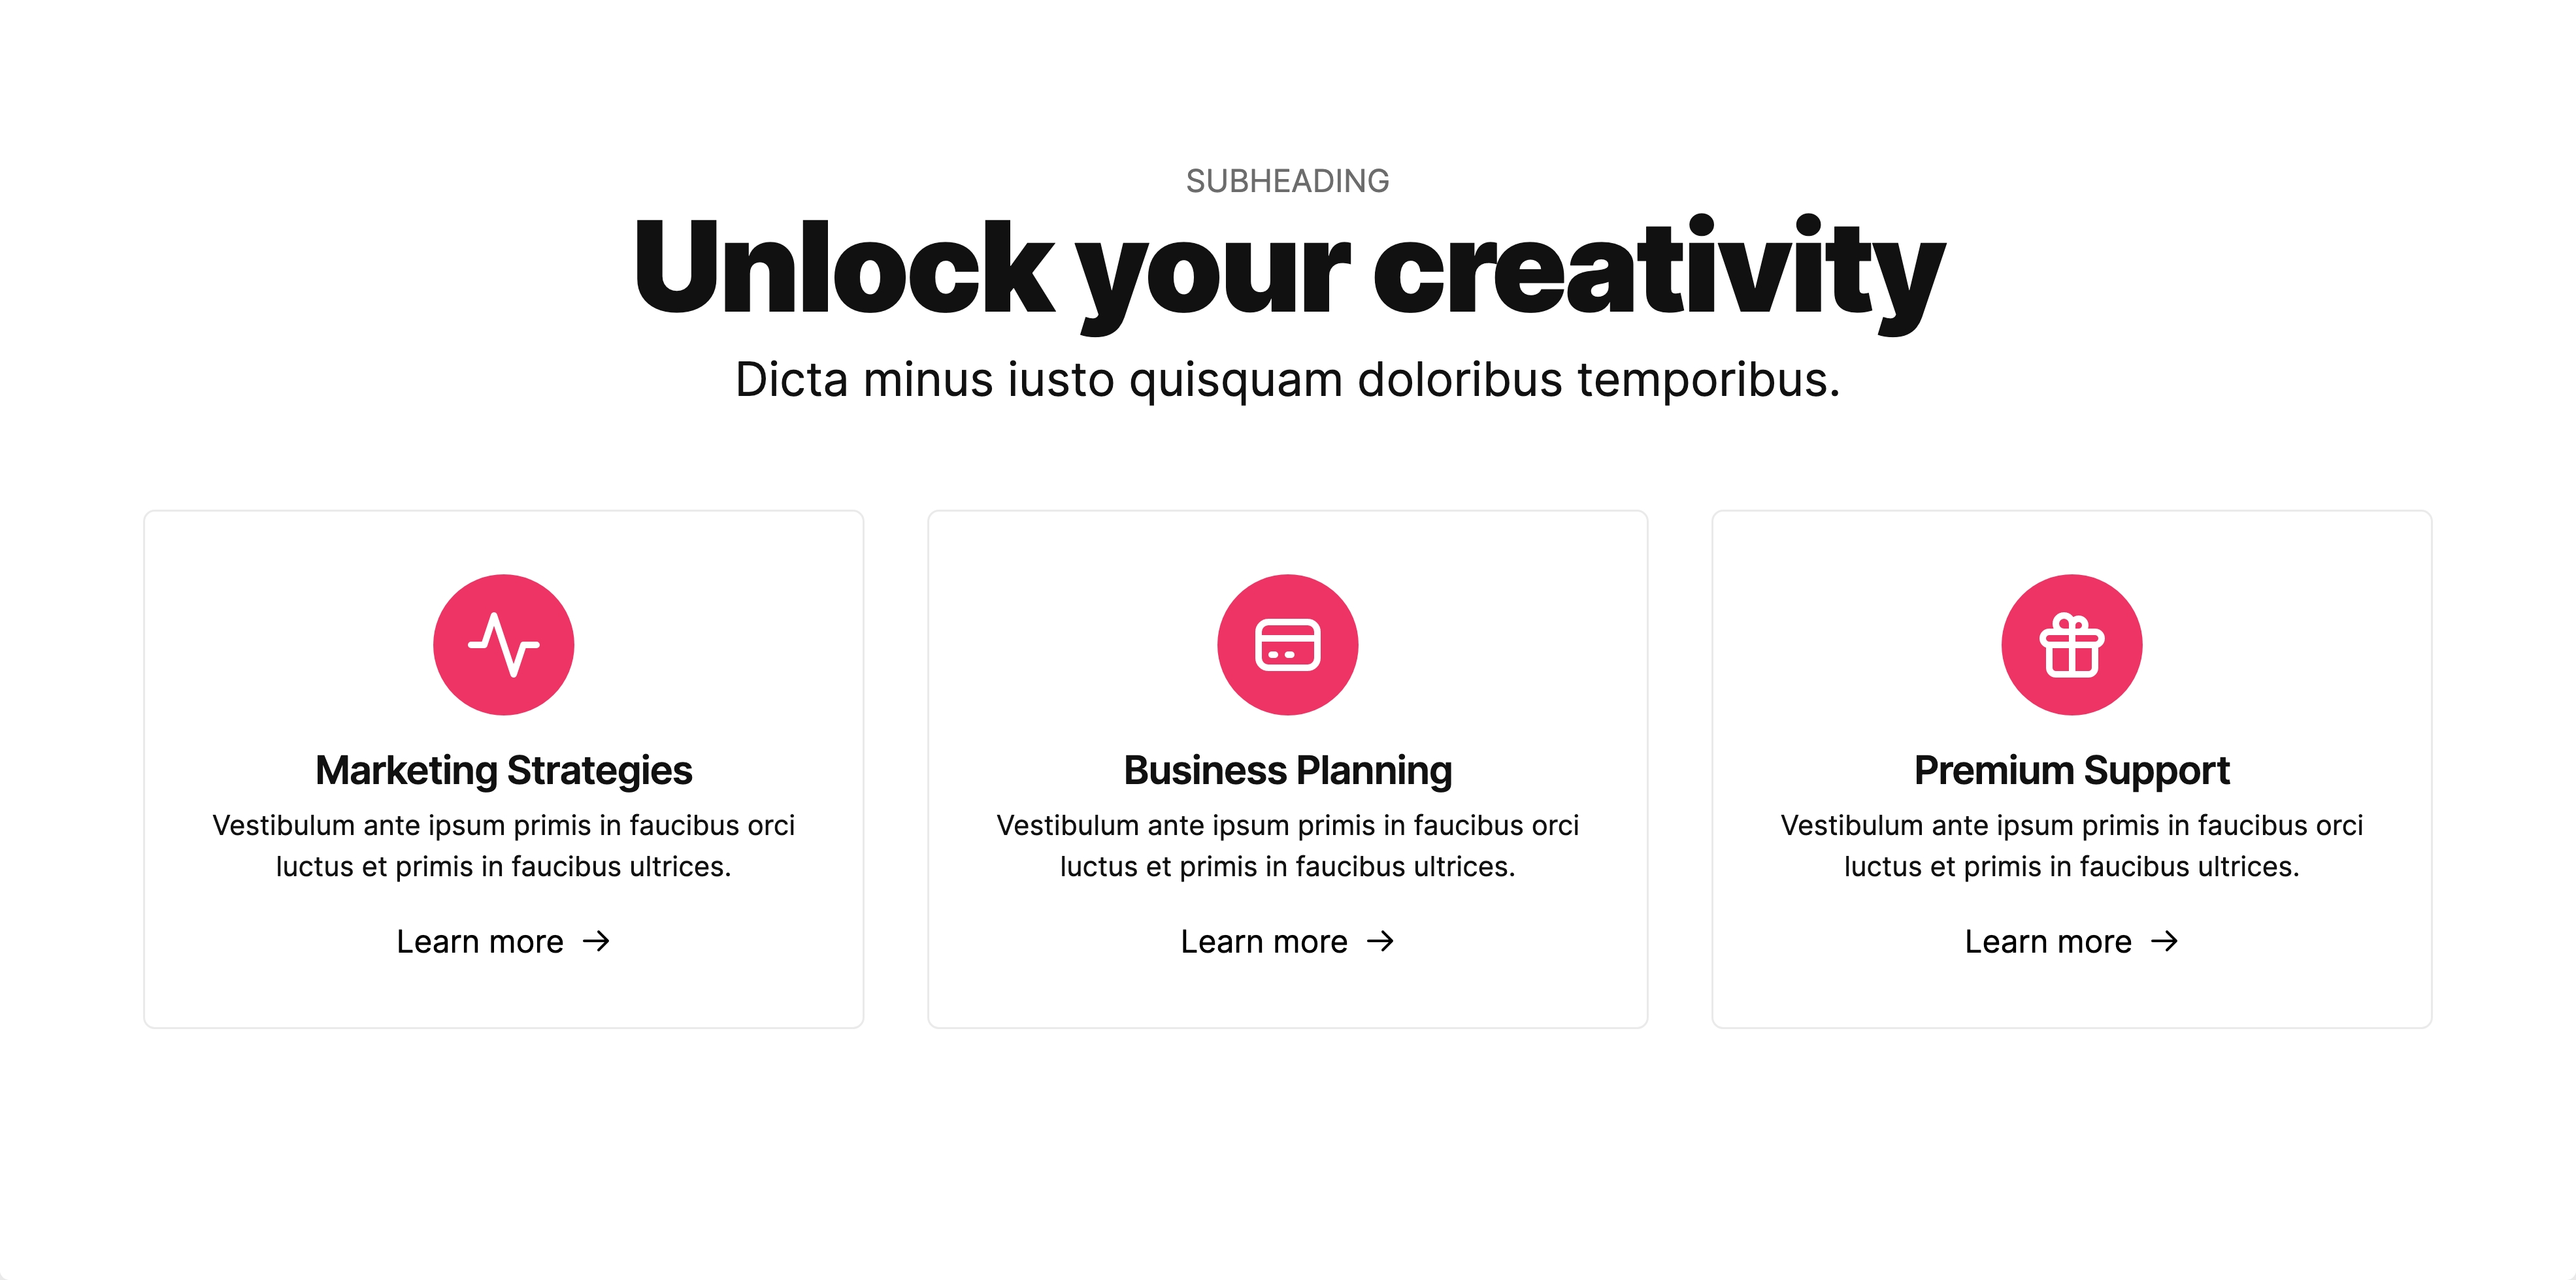 SUBHEADING
Unlock your creativity
Dicta minus iusto quisquam doloribus temporibus.
Marketing Strategies
Vestibulum ante ipsum primis in faucibus orci
luctus et primis in faucibus ultrices.
Learn more →
Business Planning
Vestibulum ante ipsum primis in faucibus orci
luctus et primis in faucibus ultrices.
Learn more →
Premium Support
Vestibulum ante ipsum primis in faucibus orci
luctus et primis in faucibus ultrices.
Learn more →